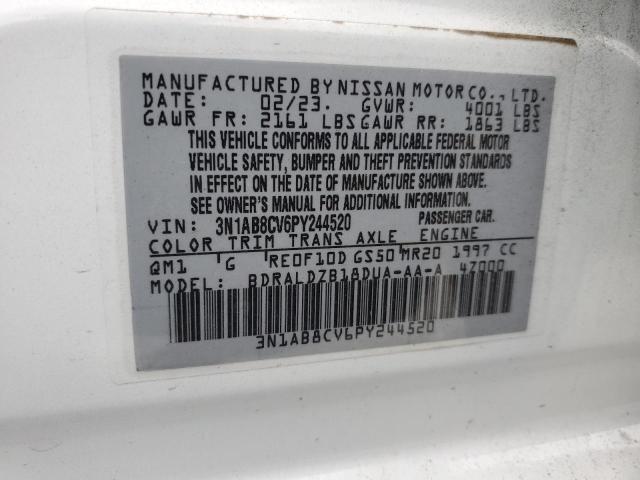 MANUFACTURED BY NISSAN MOTOR CO., LTD.
DATE: 02/23. GVWR: 4001 LBS
GAWR FR: 2161 LBS GAWR RR: 1863 LBS
THIS VEHICLE CONFORMS TO ALL APPLICABLE FEDERAL MOTOR
VEHICLE SAFETY, BUMPER AND THEFT PREVENTION STANDARDS
IN EFFECT ON THE DATE OF MANUFACTURE SHOWN ABOVE.
SEE OWNER'S MANUAL FOR ADDITIONAL INFORMATION.
VIN: 3N1AB8CV6PY244520 PASSENGER CAR.
COLOR TRIM TRANS AXLE ENGINE
QM1 G RE0F10D GS50 MR20 1997 CC
MODEL: BDRALDZB18DUA-AA-A 47000
3N1AB8CV6PY244520